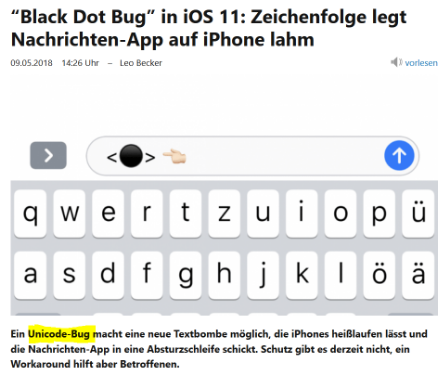 “Black Dot Bug” in iOS 11: Zeichenfolge legt
Nachrichten-App auf iPhone lahm
09.05.2018 14:26 Uhr – Leo Becker
vorlesen
<⚫> 👈🏻
q w e r t z u i o p ü
a s d f g h j k l ö ä
Ein Unicode-Bug macht eine neue Textbombe möglich, die iPhones heißlaufen lässt und
die Nachrichten-App in eine Absturzschleife schickt. Schutz gibt es derzeit nicht, ein
Workaround hilft aber Betroffenen.